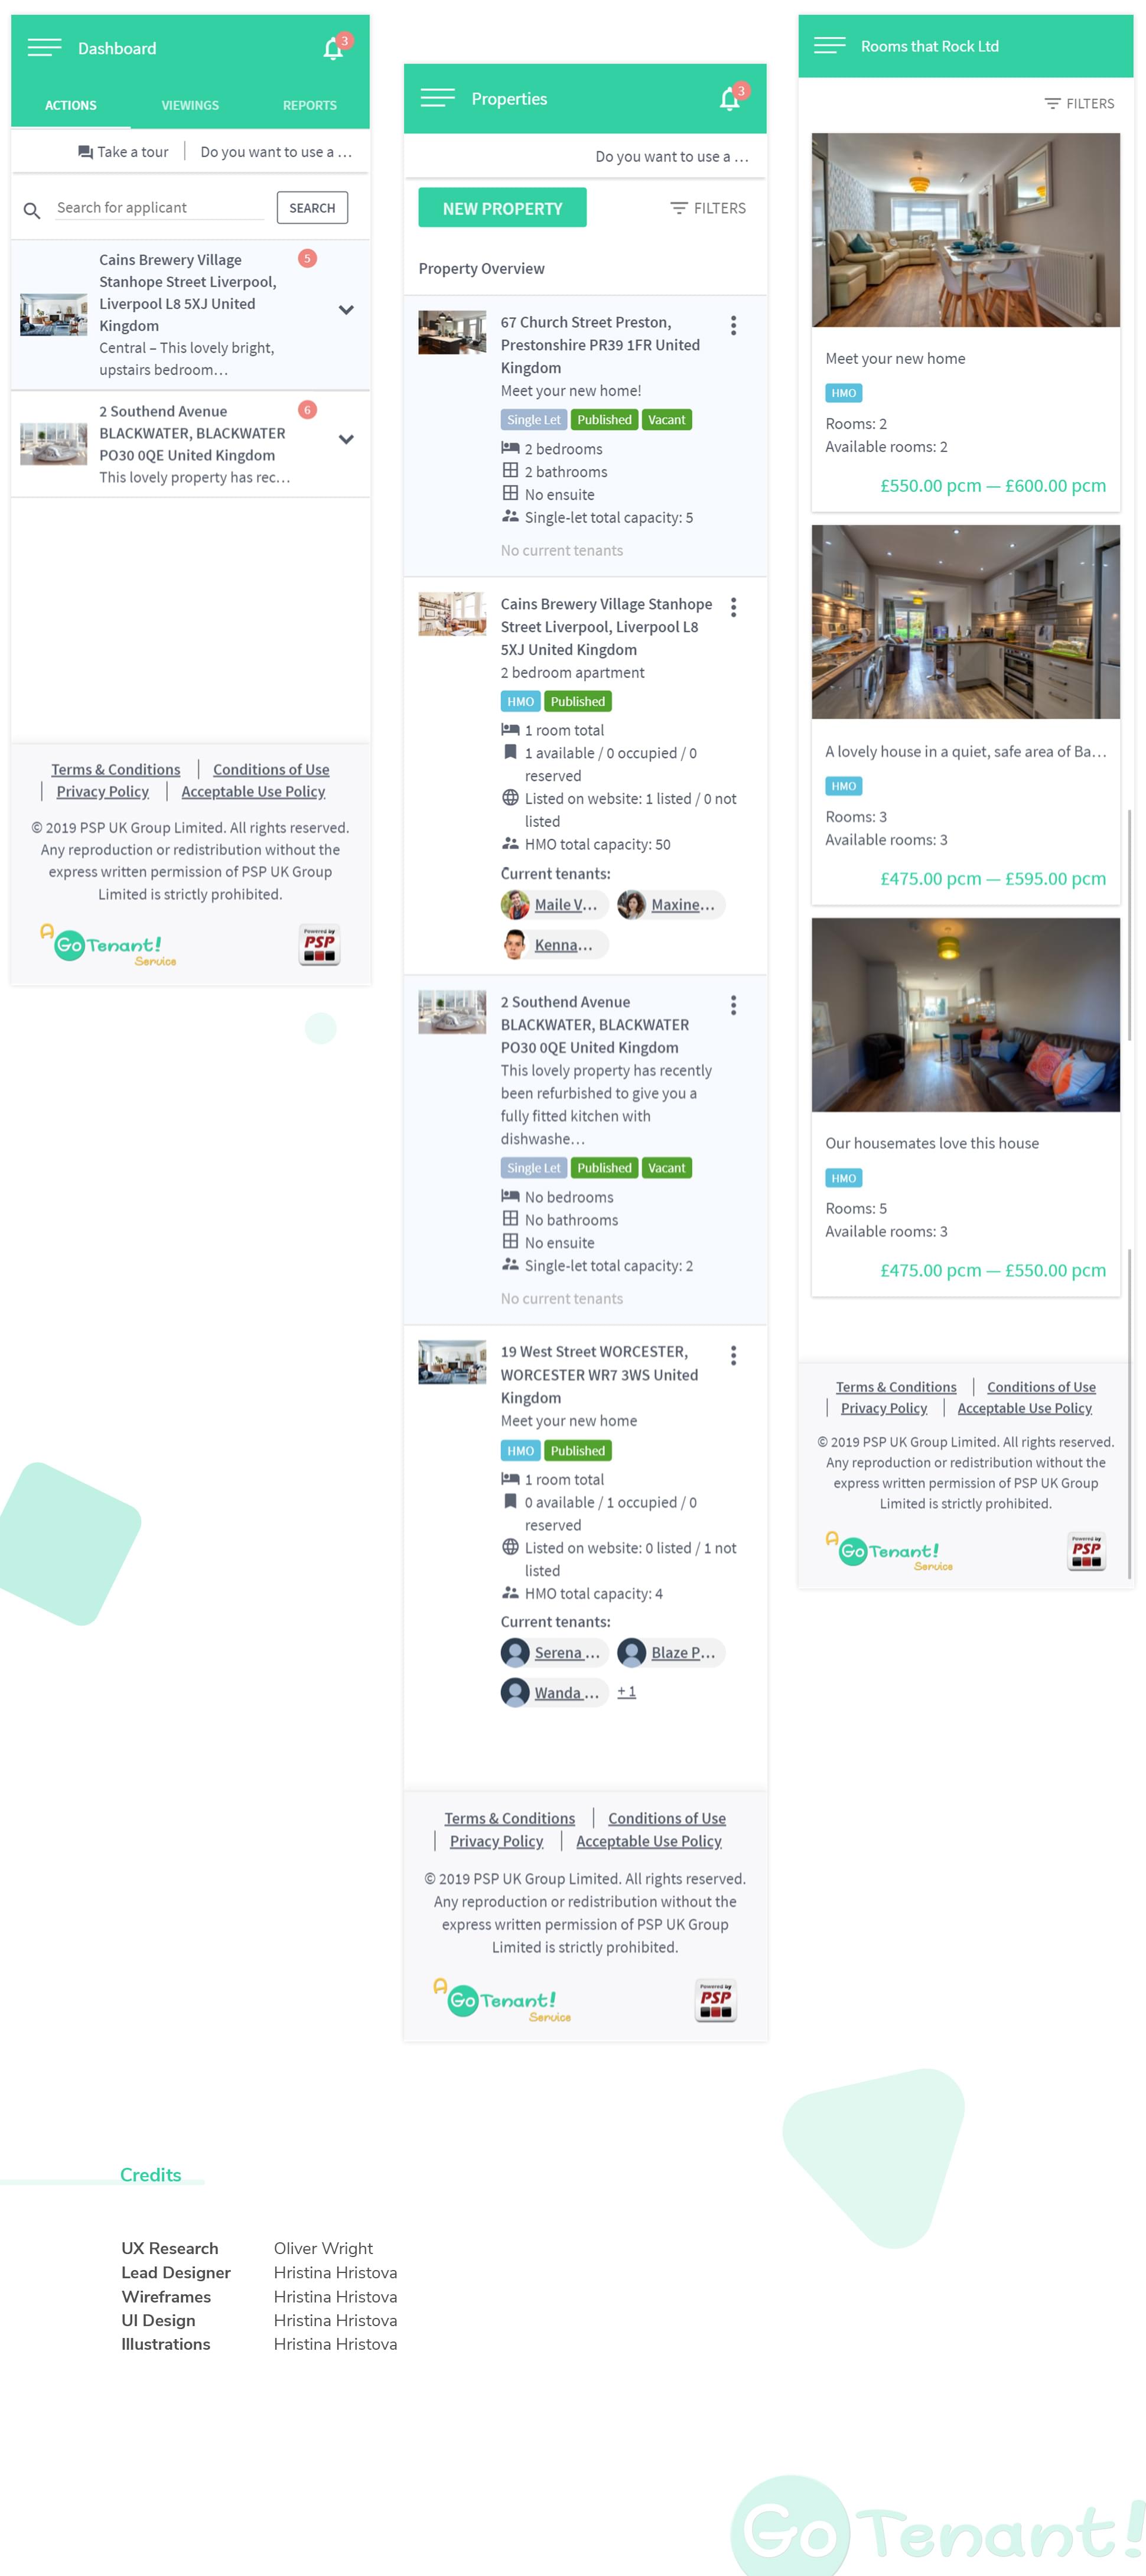 Dashboard
3
ACTIONS
VIEWINGS
REPORTS
Take a tour
Do you want to use a …
Search for applicant
SEARCH
Cains Brewery Village
Stanhope Street Liverpool,
Liverpool L8 5XJ United
Kingdom
5
Central – This lovely bright,
upstairs bedroom…
2 Southend Avenue
BLACKWATER, BLACKWATER
PO30 0QE United Kingdom
6
This lovely property has rec…
Terms & Conditions
Conditions of Use
Privacy Policy
Acceptable Use Policy
© 2019 PSP UK Group Limited. All rights reserved.
Any reproduction or redistribution without the
express written permission of PSP UK Group
Limited is strictly prohibited.
A Go Tenant!
Service
Powered by
PSP
Properties
3
Do you want to use a …
NEW PROPERTY
FILTERS
Property Overview
67 Church Street Preston,
Prestonshire PR39 1FR United
Kingdom
Meet your new home!
Single Let Published Vacant
2 bedrooms
2 bathrooms
No ensuite
Single-let total capacity: 5
No current tenants
Cains Brewery Village Stanhope
Street Liverpool, Liverpool L8
5XJ United Kingdom
2 bedroom apartment
HMO Published
1 room total
1 available / 0 occupied / 0
reserved
Listed on website: 1 listed / 0 not
listed
HMO total capacity: 50
Current tenants:
Maile V… Maxine…
Kenna…
2 Southend Avenue
BLACKWATER, BLACKWATER
PO30 0QE United Kingdom
This lovely property has recently
been refurbished to give you a
fully fitted kitchen with
dishwashe…
Single Let Published Vacant
No bedrooms
No bathrooms
No ensuite
Single-let total capacity: 2
No current tenants
19 West Street WORCESTER,
WORCESTER WR7 3WS United
Kingdom
Meet your new home
HMO Published
1 room total
0 available / 1 occupied / 0
reserved
Listed on website: 0 listed / 1 not
listed
HMO total capacity: 4
Current tenants:
Serena … Blaze P…
Wanda … + 1
Terms & Conditions
Conditions of Use
Privacy Policy
Acceptable Use Policy
© 2019 PSP UK Group Limited. All rights reserved.
Any reproduction or redistribution without the
express written permission of PSP UK Group
Limited is strictly prohibited.
A Go Tenant!
Service
Powered by
PSP
Rooms that Rock Ltd
FILTERS
Meet your new home
HMO
Rooms: 2
Available rooms: 2
£550.00 pcm — £600.00 pcm
A lovely house in a quiet, safe area of Ba…
HMO
Rooms: 3
Available rooms: 3
£475.00 pcm — £595.00 pcm
Our housemates love this house
HMO
Rooms: 5
Available rooms: 3
£475.00 pcm — £550.00 pcm
Terms & Conditions
Conditions of Use
Privacy Policy
Acceptable Use Policy
© 2019 PSP UK Group Limited. All rights reserved.
Any reproduction or redistribution without the
express written permission of PSP UK Group
Limited is strictly prohibited.
A Go Tenant!
Service
Powered by
PSP
Credits
UX Research Oliver Wright
Lead Designer Hristina Hristova
Wireframes Hristina Hristova
UI Design Hristina Hristova
Illustrations Hristina Hristova
Go Tenant!